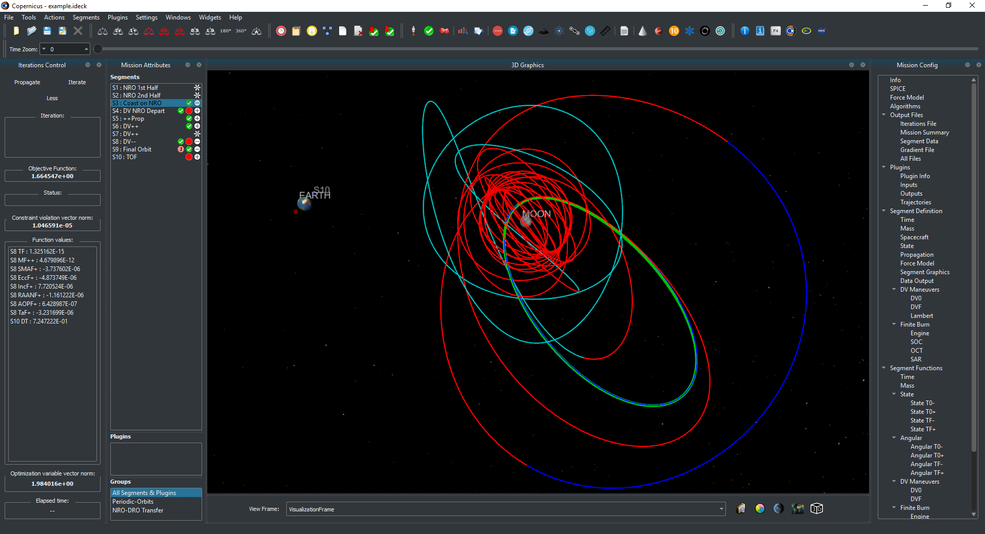 Copernicus - example.ideck
File Tools Actions Segments Plugins Settings Windows Widgets Help
180° 360°
Time Zoom: 0
Iterations Control
Propagate Iterate
Less
Iteration:
Objective Function:
1.664547e+00
Status:
Constraint violation vector norm:
1.046591e-05
Function values:
S8 TF : 1.325162E-15
S8 MF++ : 4.679896E-12
S8 SMAF+ : -3.737602E-06
S8 EccF+ : -4.873749E-06
S8 IncF+ : 7.720524E-06
S8 RAANF+ : -1.161222E-06
S8 AOPF+ : 6.428987E-07
S8 TaF+ : -3.231699E-06
S10 DT : 7.247222E-01
Optimization variable vector norm:
1.984016e+00
Elapsed time:
--
Mission Attributes
Segments
S1 : NRO 1st Half
S2 : NRO 2nd Half
S3 : Coast on NRO
S4 : DV NRO Depart
S5 : ++Prop
S6 : DV++
S7 : DV-+
S8 : DV--
S9 : Final Orbit
S10 : TOF
Plugins
Groups
All Segments & Plugins
Periodic-Orbits
NRO-DRO Transfer
3D Graphics
S10
EARTH
MOON
View Frame: VisualizationFrame
Mission Config
Info
SPICE
Force Model
Algorithms
Output Files
Iterations File
Mission Summary
Segment Data
Gradient File
All Files
Plugins
Plugin Info
Inputs
Outputs
Trajectories
Segment Definition
Time
Mass
Spacecraft
State
Propagation
Force Model
Segment Graphics
Data Output
DV Maneuvers
DV0
DVF
Lambert
Finite Burn
Engine
SOC
OCT
SAR
Segment Functions
Time
Mass
State
State T0-
State T0+
State TF-
State TF+
Angular
Angular T0-
Angular T0+
Angular TF-
Angular TF+
DV Maneuvers
DV0
DVF
Finite Burn
Engine